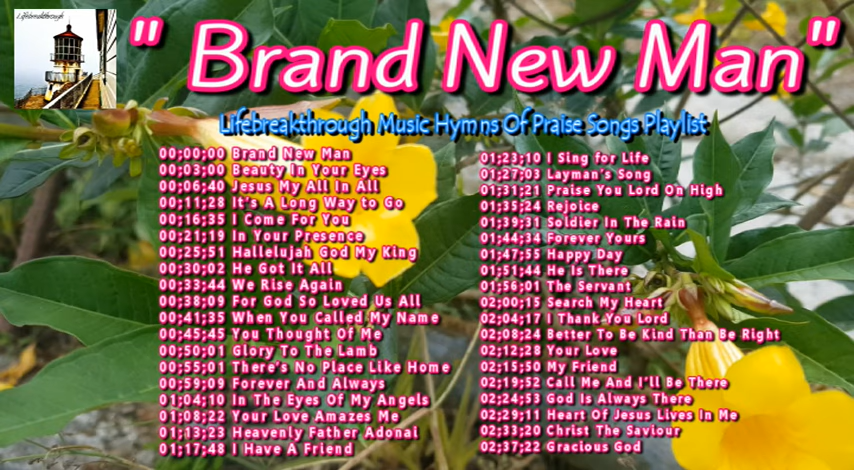 Lifebreakthrough
" Brand New Man"
Lifebreakthrough Music Hymns Of Praise Songs Playlist
00;00;00 Brand New Man
00;03;00 Beauty In Your Eyes
00;06;40 Jesus My All In All
00;11;28 It's A Long Way to Go
00;16;35 I Come For You
00;21;19 In Your Presence
00;25;51 Hallelujah God My King
00;30;02 He Got It All
00;33;44 We Rise Again
00;38;09 For God So Loved Us All
00;41;35 When You Called My Name
00;45;45 You Thought Of Me
00;50;01 Glory To The Lamb
00;55;01 There's No Place Like Home
00;59;09 Forever And Always
01;04;10 In The Eyes Of My Angels
01;08;22 Your Love Amazes Me
01;13;23 Heavenly Father Adonai
01;17;48 I Have A Friend
01;23;10 I Sing for Life
01;27;03 Layman's Song
01;31;21 Praise You Lord On High
01;35;24 Rejoice
01;39;31 Soldier In The Rain
01;44;34 Forever Yours
01;47;55 Happy Day
01;51;44 He Is There
01;56;01 The Servant
02;00;15 Search My Heart
02;04;17 I Thank You Lord
02;08;24 Better To Be Kind Than Be Right
02;12;28 Your Love
02;15;50 My Friend
02;19;52 Call Me And I'll Be There
02;24;53 God Is Always There
02;29;11 Heart Of Jesus Lives In Me
02;33;20 Christ The Saviour
02;37;22 Gracious God